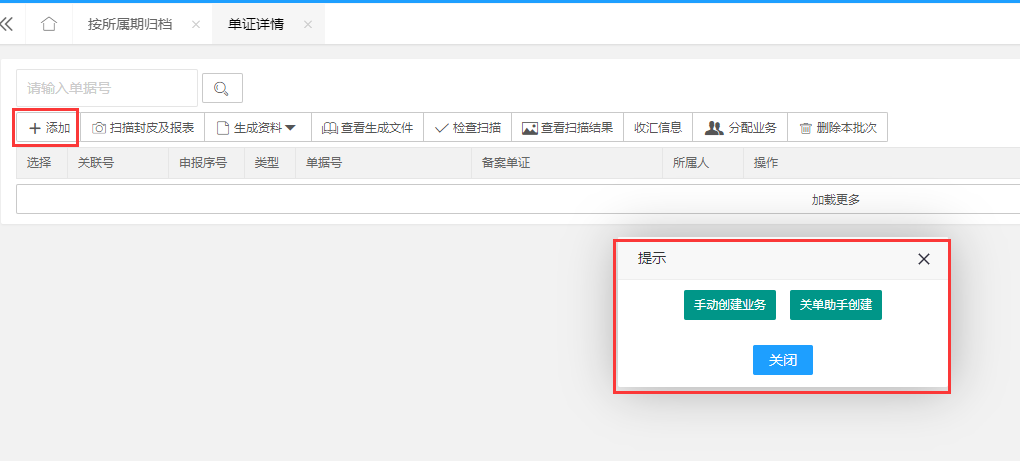 按所属期归档 单证详情
请输入单据号
添加 扫描封皮及报表 生成资料 查看生成文件 检查扫描 查看扫描结果 收汇信息 分配业务 删除本批次
选择 关联号 申报序号 类型 单据号 备案单证 所属人 操作
加载更多
提示
手动创建业务 关单助手创建
关闭